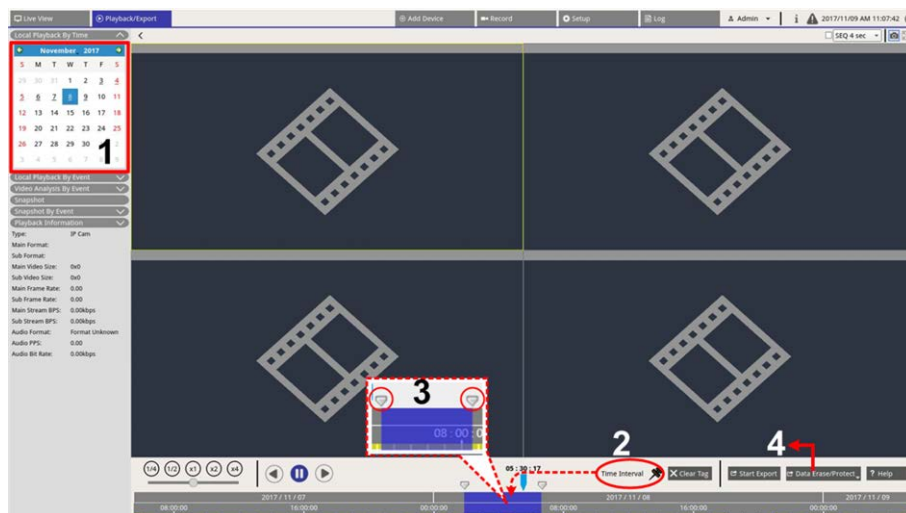 Live View Playback/Export Add Device Record Setup Log Admin i 2017/11/09 AM 11:07:42
Local Playback By Time
SEQ 4 sec
November 2017
S M T W T F S
29 30 31 1 2 3 4
5 6 7 8 9 10 11
12 13 14 15 16 17 18
19 20 21 22 23 24 25
26 27 28 29 30 1 2
3 4 5 6 7 8 9
Local Playback By Event
Video Analysis By Event
Snapshot
Snapshot By Event
Playback Information
Type: IP Cam
Main Format:
Sub Format:
Main Video Size: 0x0
Sub Video Size: 0x0
Main Frame Rate: 0.00
Sub Frame Rate: 0.00
Main Stream BPS: 0.00kbps
Sub Stream BPS: 0.00kbps
Audio Format: Format Unknown
Audio PPS: 0.00
Audio Bit Rate: 0.00kbps
3
08 : 00 : 0
2
4
1/4 1/2 x1 x2 x4
05 : 30 : 17
Time Interval
Clear Tag
Start Export
Data Erase/Protect
? Help
2017 / 11 / 07 2017 / 11 / 08 2017 / 11 / 09
08:00:00 16:00:00 00:00:00 08:00:00 16:00:00 00:00:00